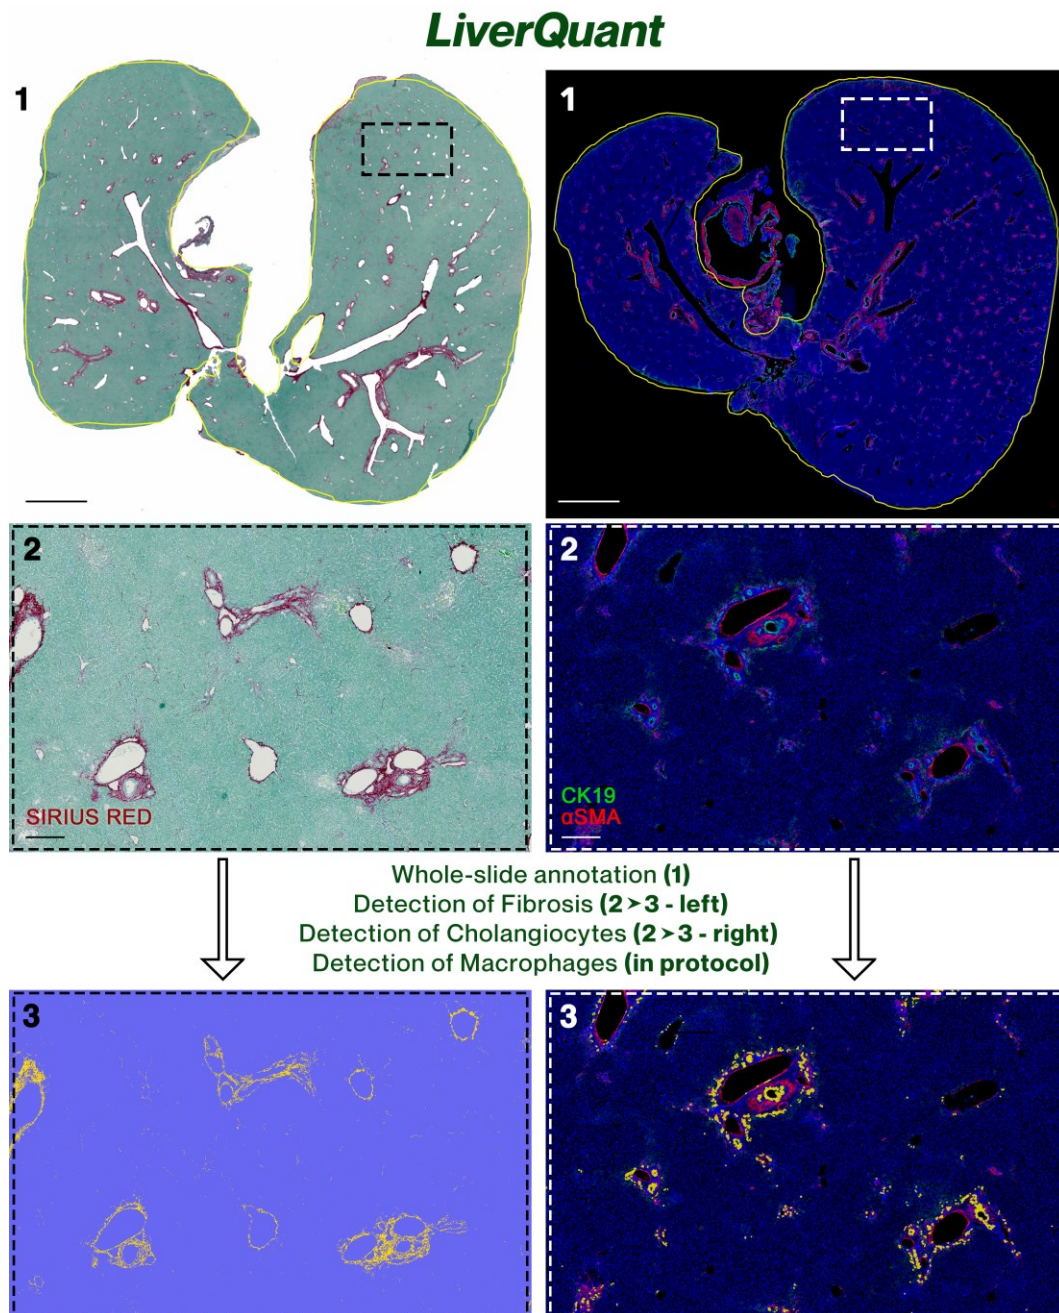 LiverQuant
1
1
2
SIRIUS RED
2
CK19
αSMA
Whole-slide annotation (1)
Detection of Fibrosis (2 ➤ 3 - left)
Detection of Cholangiocytes (2 ➤ 3 - right)
Detection of Macrophages (in protocol)
3
3